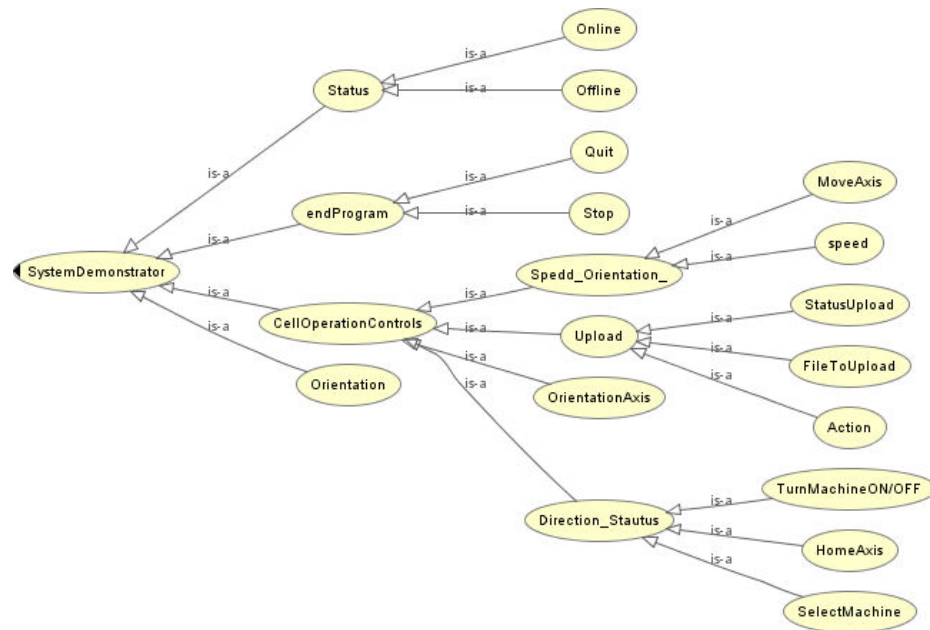 Online
is-a
Status
is-a
Offline
is-a
Quit
is-a
endProgram
is-a
Stop
MoveAxis
is-a
is-a
speed
is-a
SystemDemonstrator
Spedd_Orientation_
is-a
is-a
StatusUpload
CellOperationControls
is-a
Upload
is-a
is-a
FileToUpload
is-a
Orientation
is-a
is-a
OrientationAxis
is-a
Action
TurnMachineON/OFF
is-a
Direction_Stautus
is-a
HomeAxis
is-a
SelectMachine